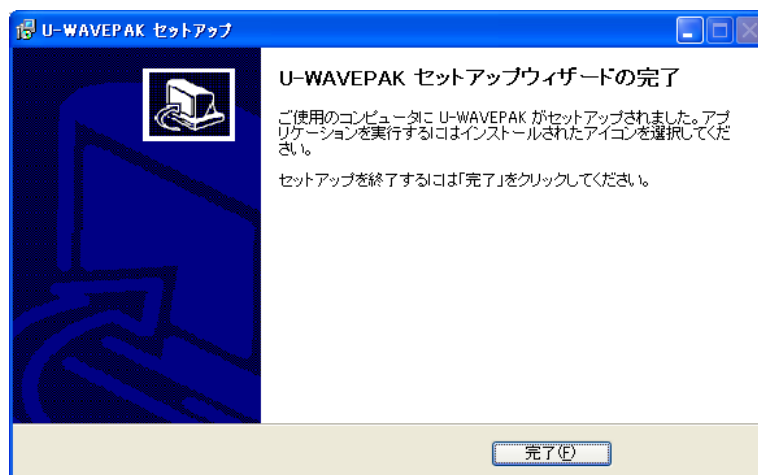 U-WAVEPAK セットアップ
U-WAVEPAK セットアップウィザードの完了
ご使用のコンピュータに U-WAVEPAK がセットアップされました。アプ
リケーションを実行するにはインストールされたアイコンを選択してくだ
さい。
セットアップを終了するには「完了」をクリックしてください。
完了(F)